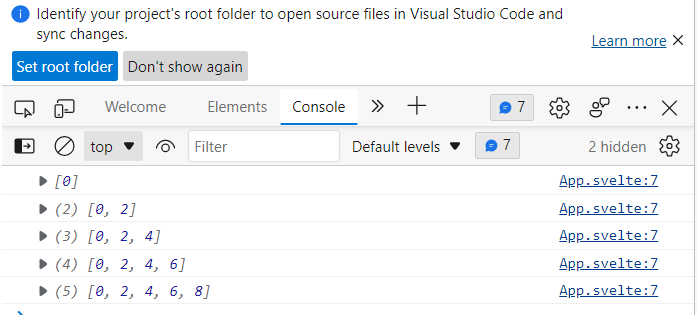 Identify your project's root folder to open source files in Visual Studio Code and
sync changes.
Learn more
Set root folder Don't show again
Welcome Elements Console 7
top Filter Default levels 7 2 hidden
[0] App.svelte:7
(2) [0, 2] App.svelte:7
(3) [0, 2, 4] App.svelte:7
(4) [0, 2, 4, 6] App.svelte:7
(5) [0, 2, 4, 6, 8] App.svelte:7